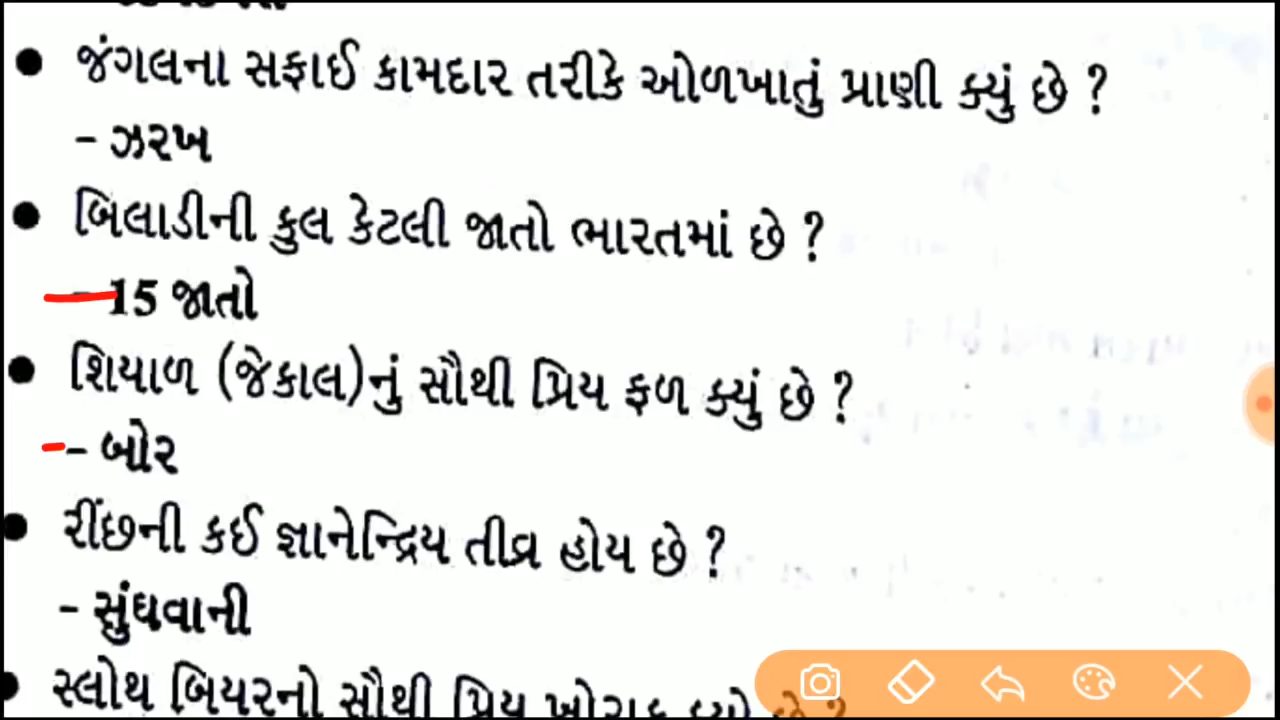 જંગલના સફાઈ કામદાર તરીકે ઓળખાતું પ્રાણી ક્યું છે ?
- ઝરખ
બિલાડીની કુલ કેટલી જાતો ભારતમાં છે ?
- 15 જાતો
શિયાળ (જેકાલ)નું સૌથી પ્રિય ફળ ક્યું છે ?
- બોર
રીંછની કઈ જ્ઞાનેન્દ્રિય તીવ્ર હોય છે ?
- સુંઘવાની
સ્લોથ બિયરનો સૌથી પ્રિય